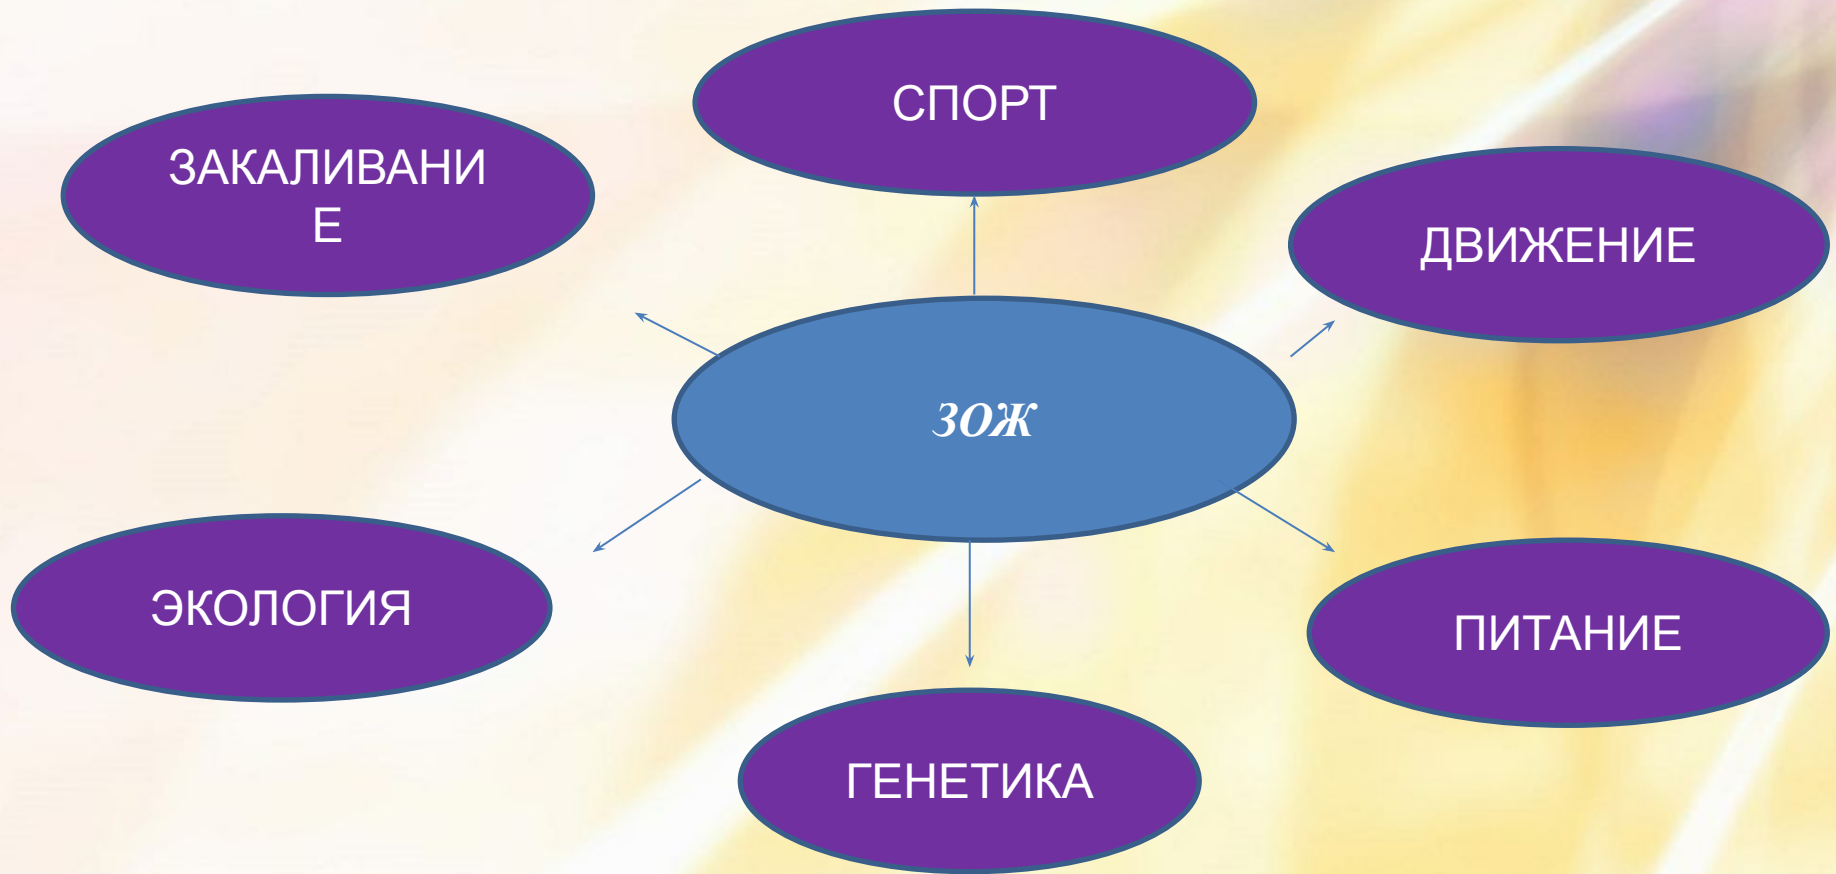 СПОРТ
ЗАКАЛИВАНИ
Е
ДВИЖЕНИЕ
ЗОЖ
ЭКОЛОГИЯ
ПИТАНИЕ
ГЕНЕТИКА